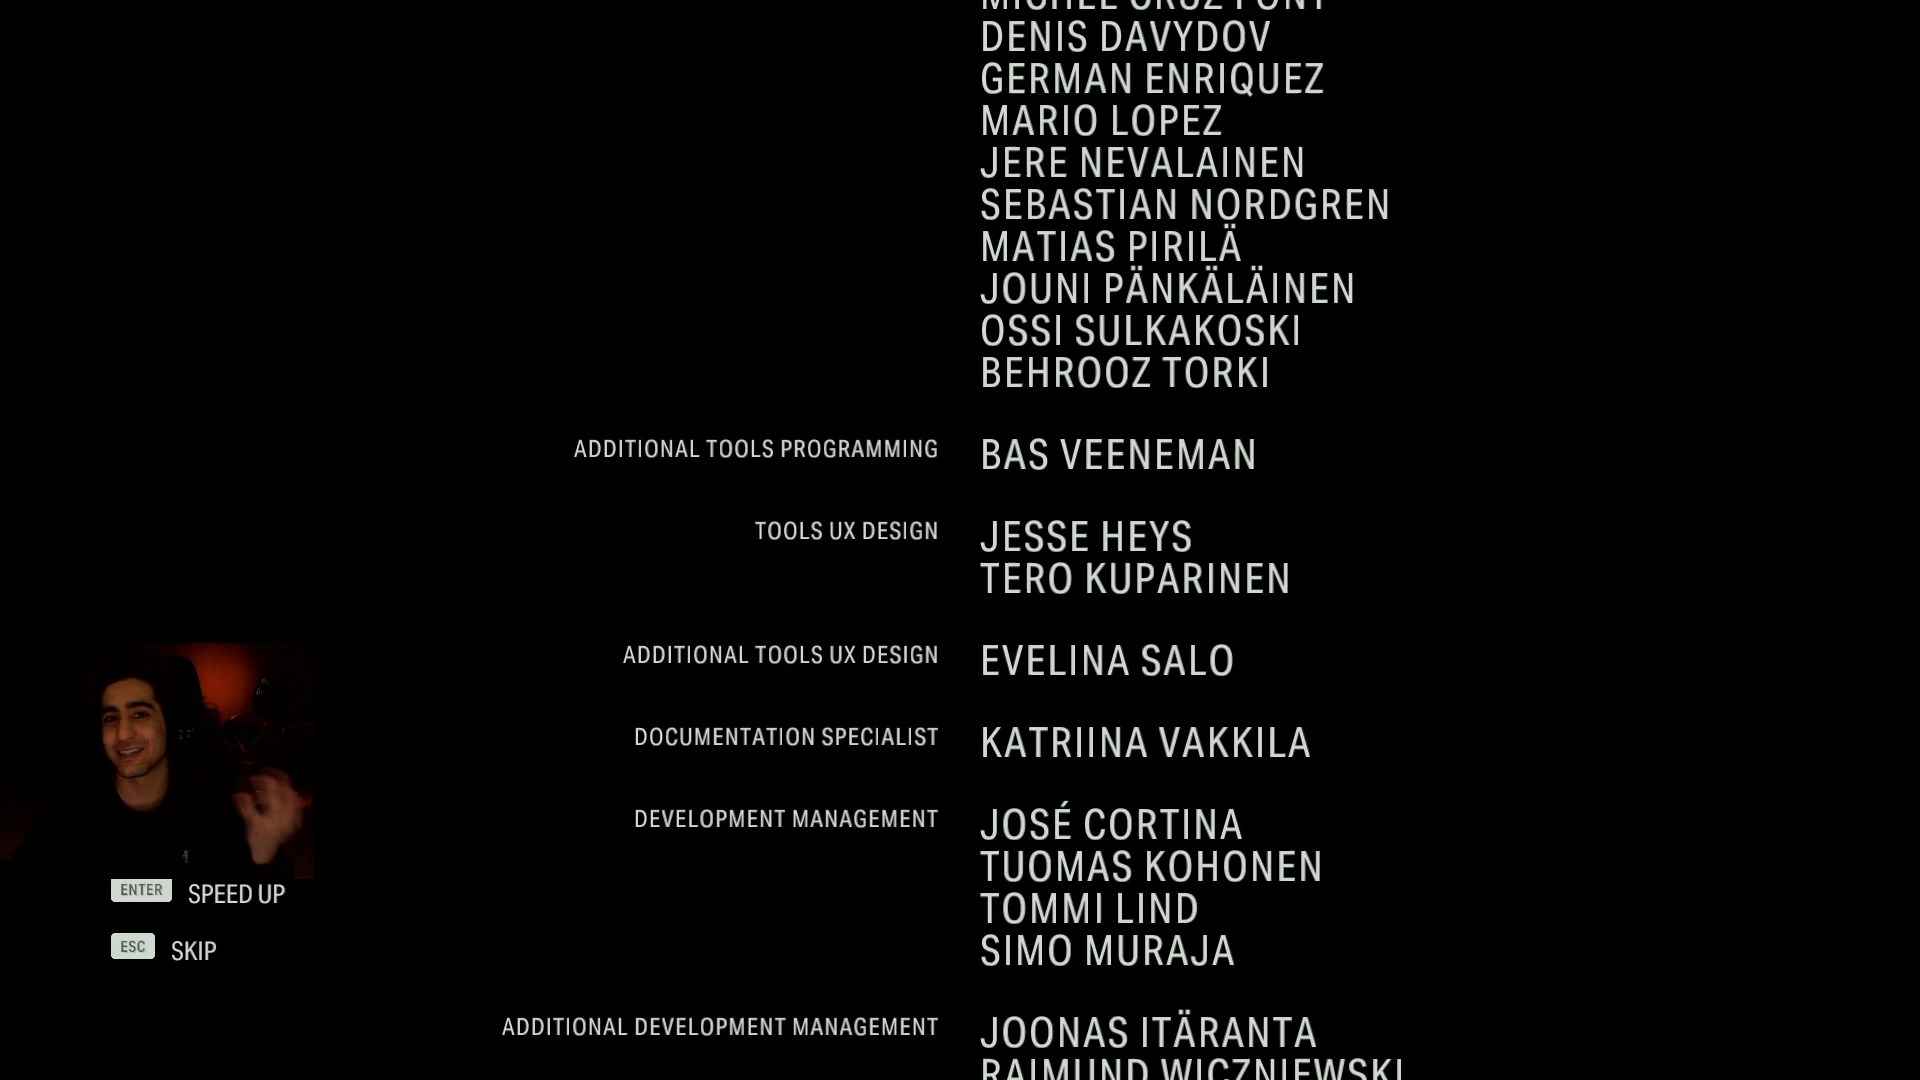 DENIS DAVYDOV
GERMAN ENRIQUEZ
MARIO LOPEZ
JERE NEVALAINEN
SEBASTIAN NORDGREN
MATIAS PIRILÄ
JOUNI PÄNKÄLÄINEN
OSSI SULKAKOSKI
BEHROOZ TORKI
ADDITIONAL TOOLS PROGRAMMING BAS VEENEMAN
TOOLS UX DESIGN JESSE HEYS
TERO KUPARINEN
ADDITIONAL TOOLS UX DESIGN EVELINA SALO
DOCUMENTATION SPECIALIST KATRIINA VAKKILA
DEVELOPMENT MANAGEMENT JOSÉ CORTINA
TUOMAS KOHONEN
TOMMI LIND
SIMO MURAJA
ADDITIONAL DEVELOPMENT MANAGEMENT JOONAS ITÄRANTA
RAIMUND WICZNIEWSKI
ENTER SPEED UP
ESC SKIP